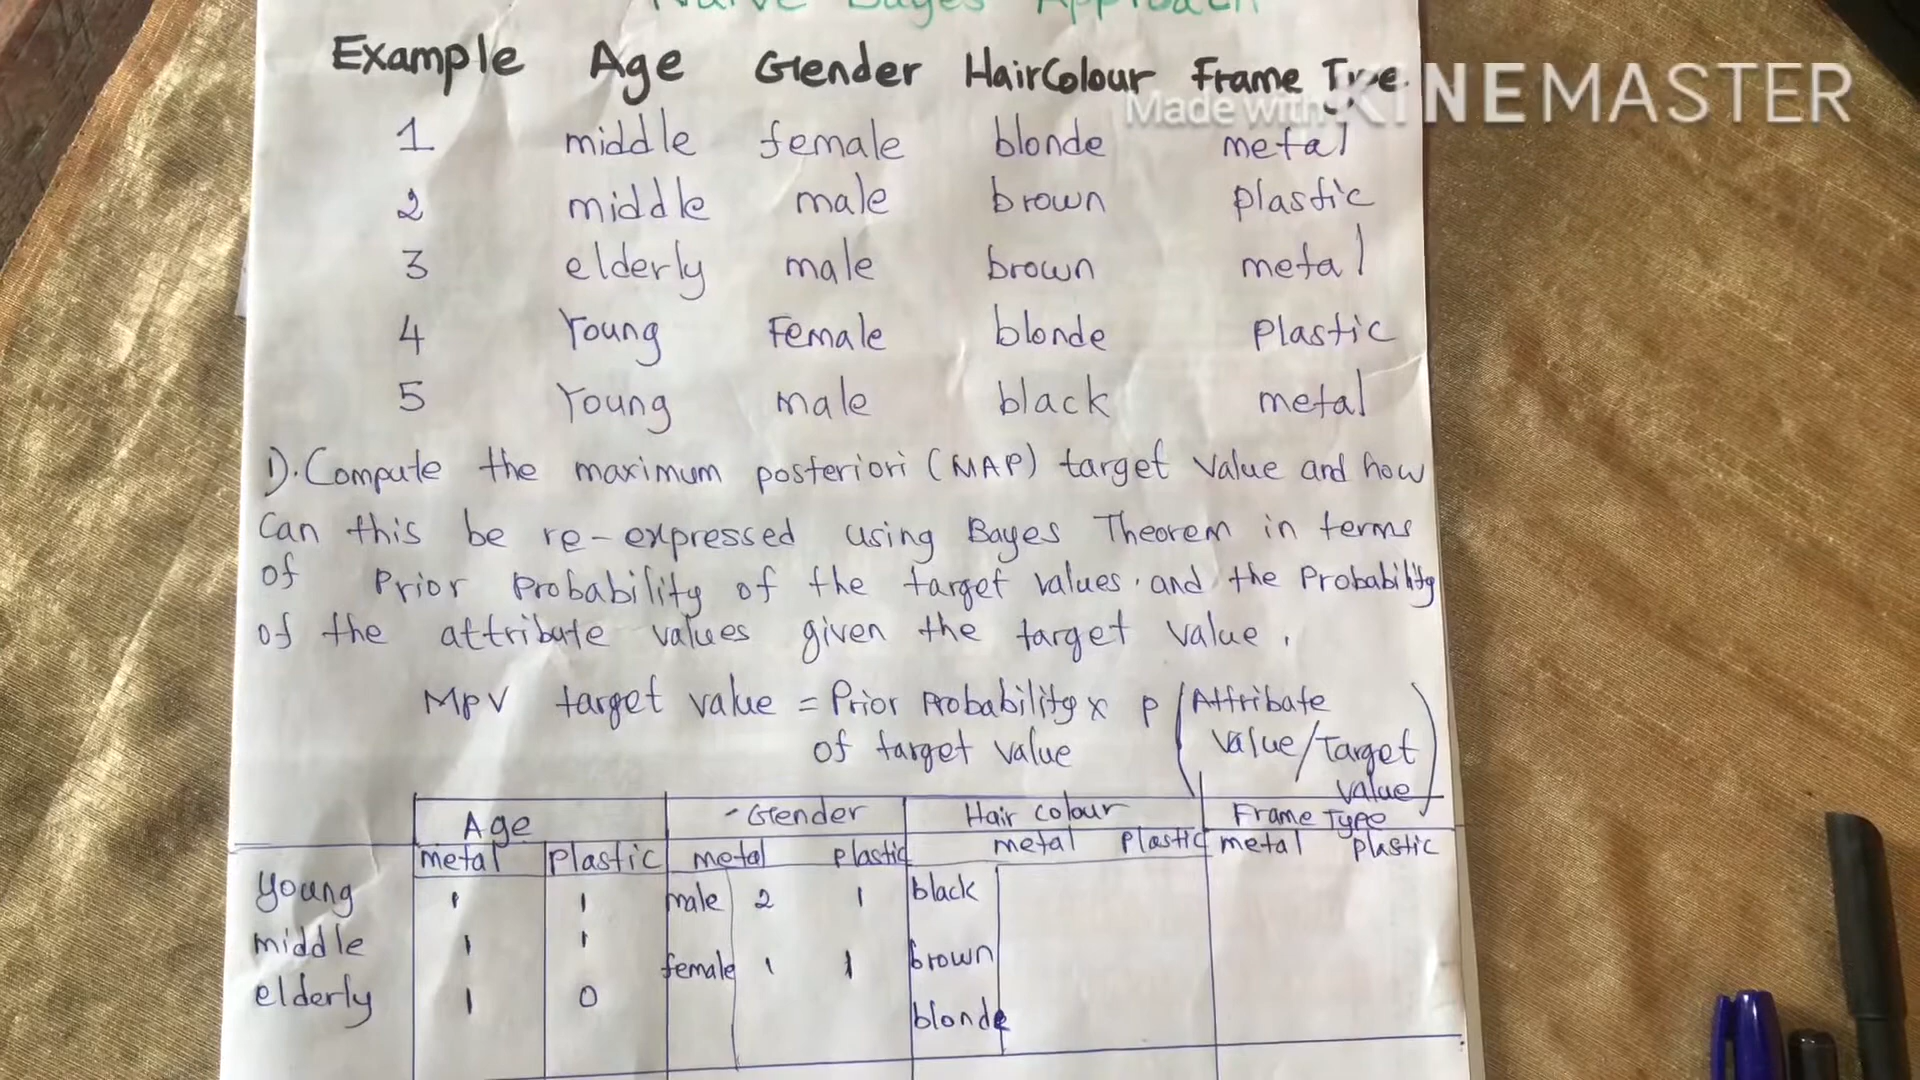 Naive Bayes Approach
Example Age Gender HairColour Frame Type
Made with KINEMASTER
1 middle female blonde metal
2 middle male brown plastic
3 elderly male brown metal
4 Young Female blonde Plastic
5 Young male black metal
1). Compute the maximum posteriori (MAP) target value and how
can this be re-expressed using Bayes Theorem in terms
of Prior Probability of the target values. and the Probability
of the attribute values given the target value.
MPV target value = Prior Probability x P (Attribute
of target value Value/Target
value)
Age Gender Hair colour Frame Type
metal Plastic metal plastic metal Plastic metal plastic
young 1 1 male 2 1 black
middle 1 1 female 1 1 brown
elderly 1 0 blonde